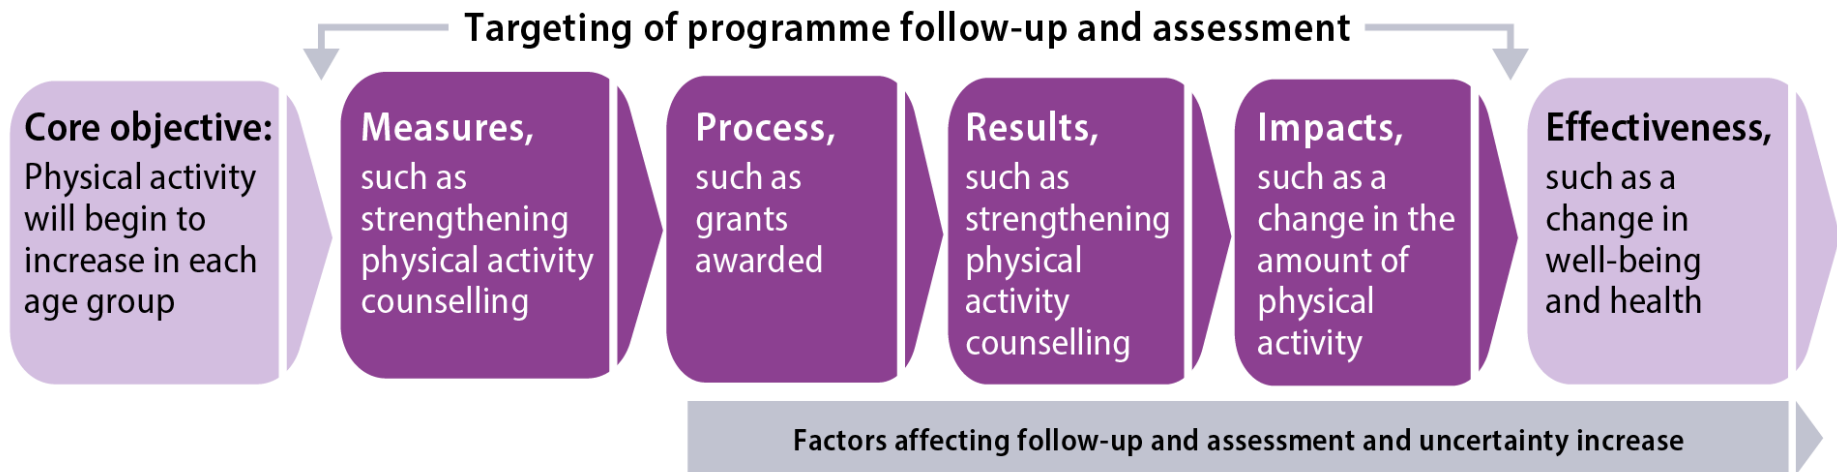 Targeting of programme follow-up and assessment
Core objective:
Physical activity
will begin to
increase in each
age group
Measures,
such as
strengthening
physical activity
counselling
Process,
such as
grants
awarded
Results,
such as
strengthening
physical
activity
counselling
Impacts,
such as a
change in the
amount of
physical
activity
Effectiveness,
such as a
change in
well-being
and health
Factors affecting follow-up and assessment and uncertainty increase